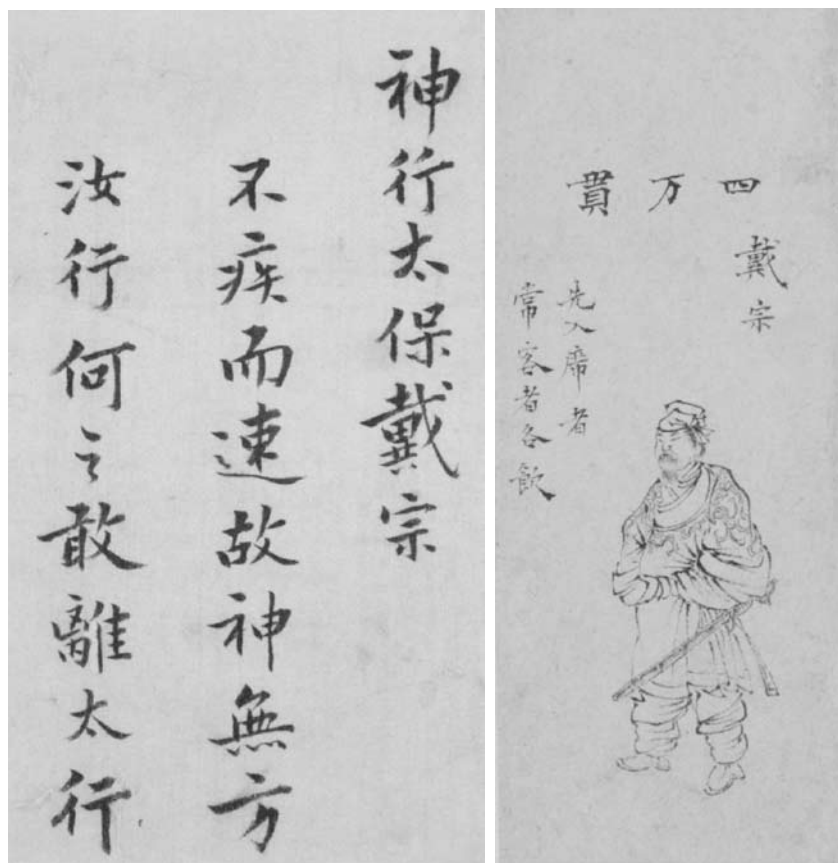 神行太保戴宗
不疾而速故神無方
汝行何之敢離太行
四万貫
戴宗
先入席者
常客者各飲